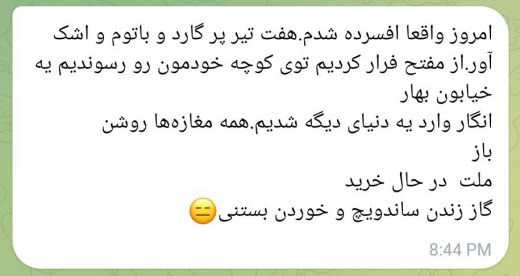 امروز واقعا افسرده شدم.هفت تیر پر گارد و باتوم و اشک
آور.از مفتح فرار کردیم توی کوچه خودمون رو رسوندیم یه
خیابون بهار
انگار وارد یه دنیای دیگه شدیم.همه مغازه‌ها روشن
باز
ملت  در حال خرید
گاز زندن ساندویچ و خوردن بستنی😑
8:44 PM